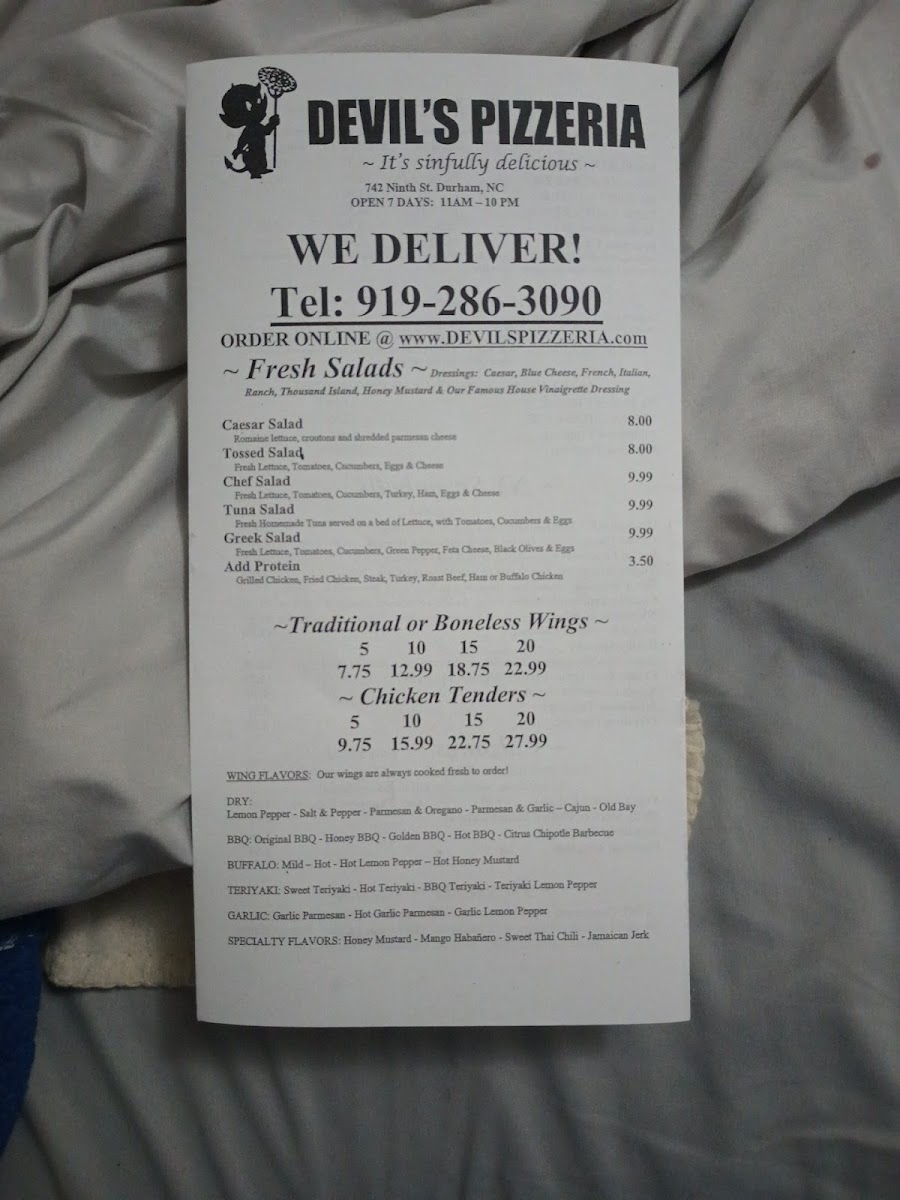 DEVIL'S PIZZERIA
~ It's sinfully delicious ~
742 Ninth St. Durham, NC
OPEN 7 DAYS: 11AM – 10 PM
WE DELIVER!
Tel: 919-286-3090
ORDER ONLINE @ www.DEVILSPIZZERIA.com
~ Fresh Salads ~ Dressings: Caesar, Blue Cheese, French, Italian,
Ranch, Thousand Island, Honey Mustard & Our Famous House Vinaigrette Dressing
Caesar Salad 8.00
Romaine lettuce, croutons and shredded parmesan cheese
Tossed Salad 8.00
Fresh Lettuce, Tomatoes, Cucumbers, Eggs & Cheese
Chef Salad 9.99
Fresh Lettuce, Tomatoes, Cucumbers, Turkey, Ham, Eggs & Cheese
Tuna Salad 9.99
Fresh Homemade Tuna served on a bed of Lettuce, with Tomatoes, Cucumbers & Eggs
Greek Salad 9.99
Fresh Lettuce, Tomatoes, Cucumbers, Green Pepper, Feta Cheese, Black Olives & Eggs
Add Protein 3.50
Grilled Chicken, Fried Chicken, Steak, Turkey, Roast Beef, Ham or Buffalo Chicken
~Traditional or Boneless Wings ~
5 10 15 20
7.75 12.99 18.75 22.99
~ Chicken Tenders ~
5 10 15 20
9.75 15.99 22.75 27.99
WING FLAVORS: Our wings are always cooked fresh to order!
DRY:
Lemon Pepper - Salt & Pepper - Parmesan & Oregano - Parmesan & Garlic – Cajun - Old Bay
BBQ: Original BBQ - Honey BBQ - Golden BBQ - Hot BBQ - Citrus Chipotle Barbecue
BUFFALO: Mild – Hot - Hot Lemon Pepper – Hot Honey Mustard
TERIYAKI: Sweet Teriyaki - Hot Teriyaki - BBQ Teriyaki - Teriyaki Lemon Pepper
GARLIC: Garlic Parmesan - Hot Garlic Parmesan - Garlic Lemon Pepper
SPECIALTY FLAVORS: Honey Mustard - Mango Habañero - Sweet Thai Chili - Jamaican Jerk